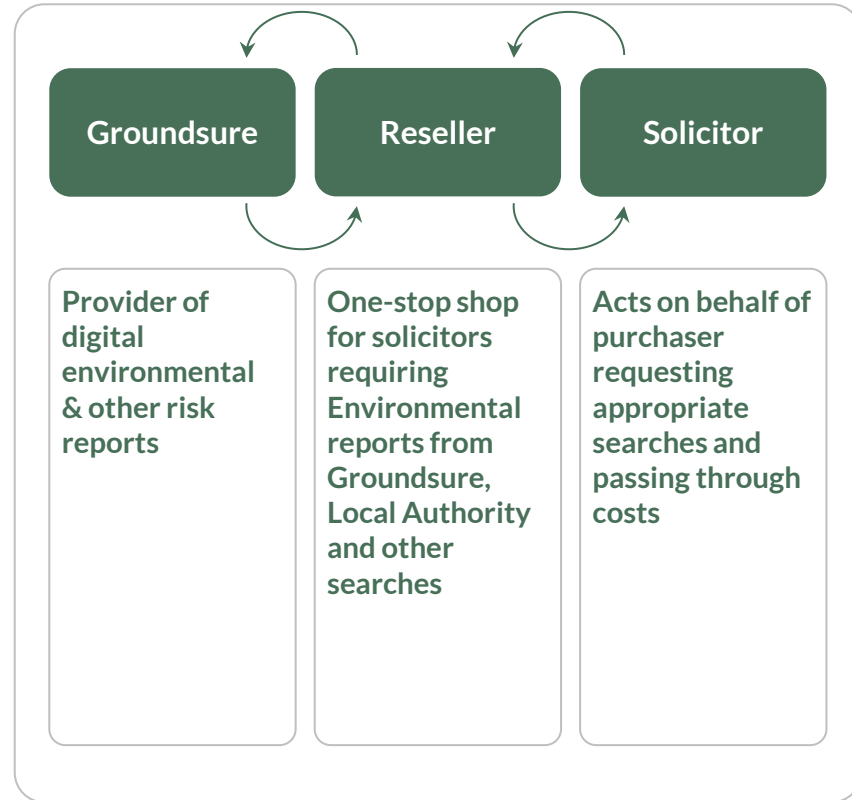 Groundsure
Reseller
Solicitor
Provider of
digital
environmental
& other risk
reports
One-stop shop
for solicitors
requiring
Environmental
reports from
Groundsure,
Local Authority
and other
searches
Acts on behalf of
purchaser
requesting
appropriate
searches and
passing through
costs